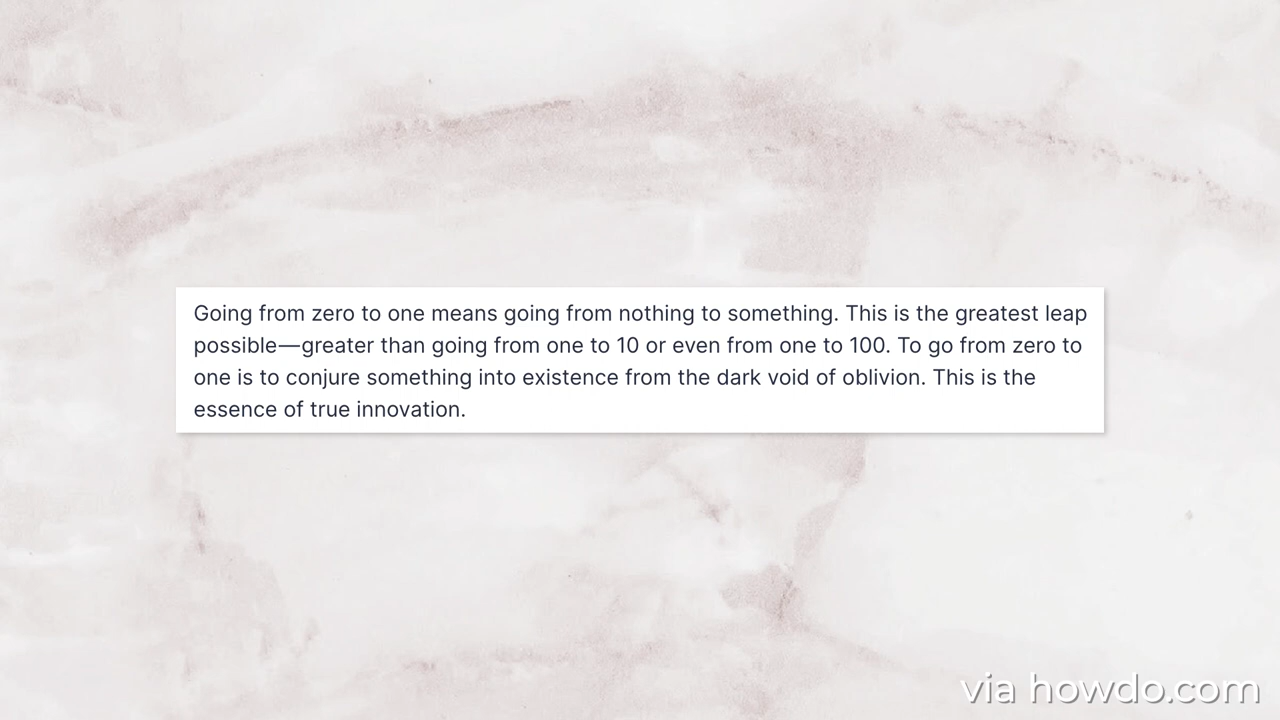 Going from zero to one means going from nothing to something. This is the greatest leap
possible—greater than going from one to 10 or even from one to 100. To go from zero to
one is to conjure something into existence from the dark void of oblivion. This is the
essence of true innovation.
via howdo.com